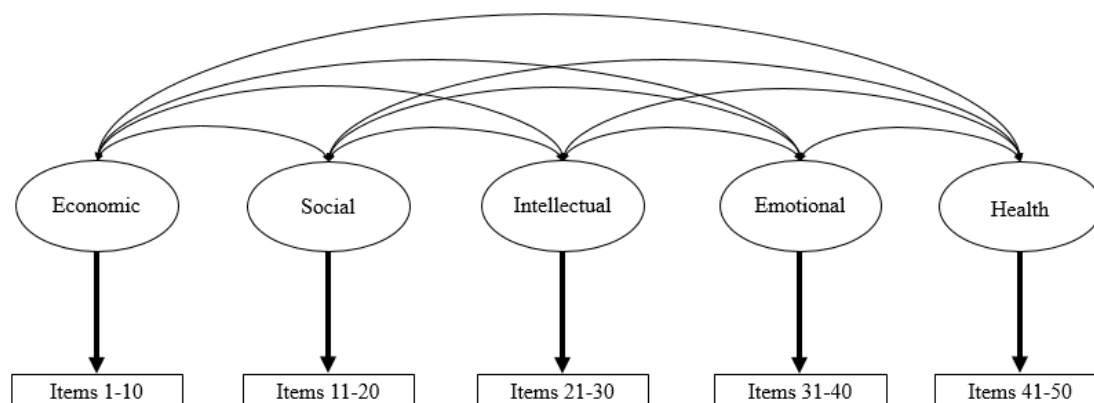 Economic
Social
Intellectual
Emotional
Health
Items 1-10
Items 11-20
Items 21-30
Items 31-40
Items 41-50